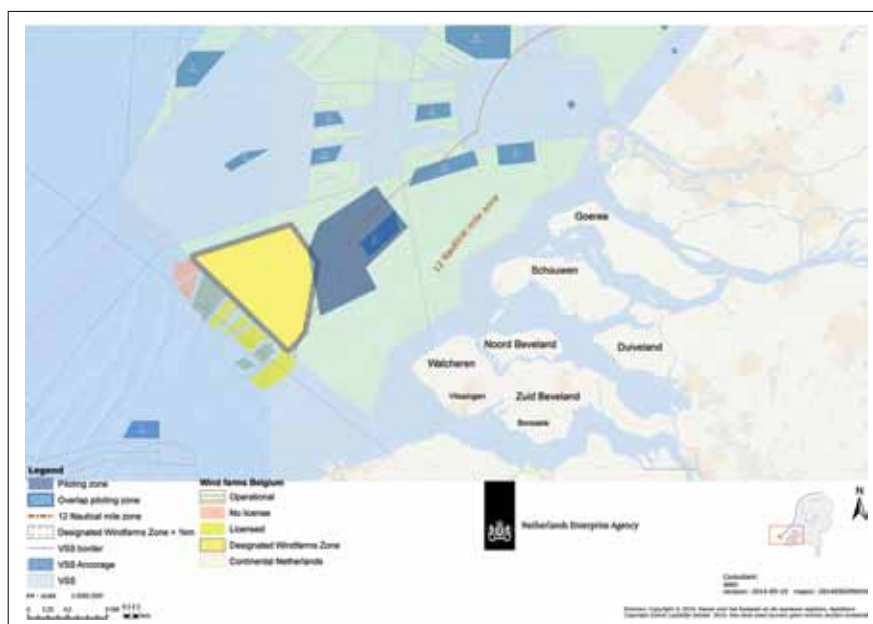 12 Nautical mile zone
Goeree
Schouwen
Noord Beveland
Duiveland
Walcheren
Vlissingen
Zuid Beveland
Borssele
Legend
Piloting zone
Overlap piloting zone
12 Nautical mile zone
Designated Windfarms Zone + 1km
VSS border
VSS Ancorage
VSS
Wind farms Belgium
Operational
No license
Licensed
Designated Windfarms Zone
Continental Netherlands
Netherlands Enterprise Agency
N